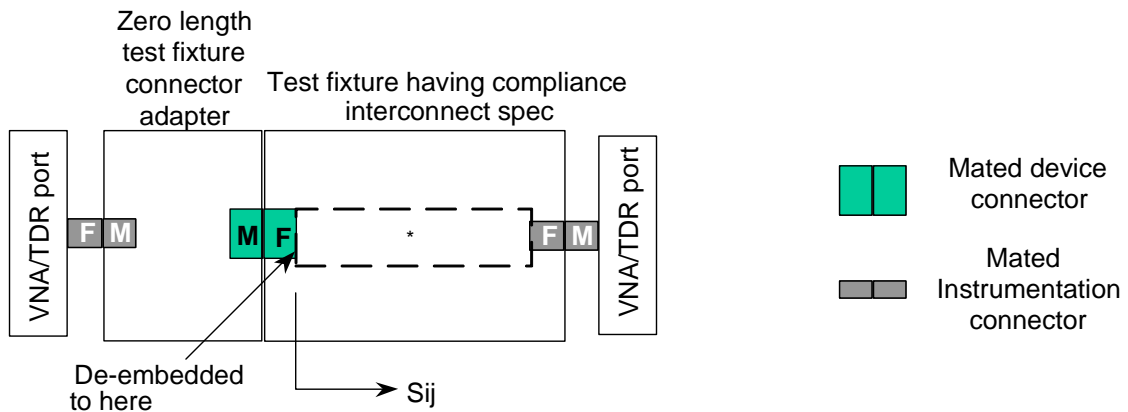 Zero length
test fixture
connector
adapter
Test fixture having compliance
interconnect spec
VNA/TDR port
F M
M F
*
F M
VNA/TDR port
De-embedded
to here
Sij
Mated device
connector
Mated
Instrumentation
connector